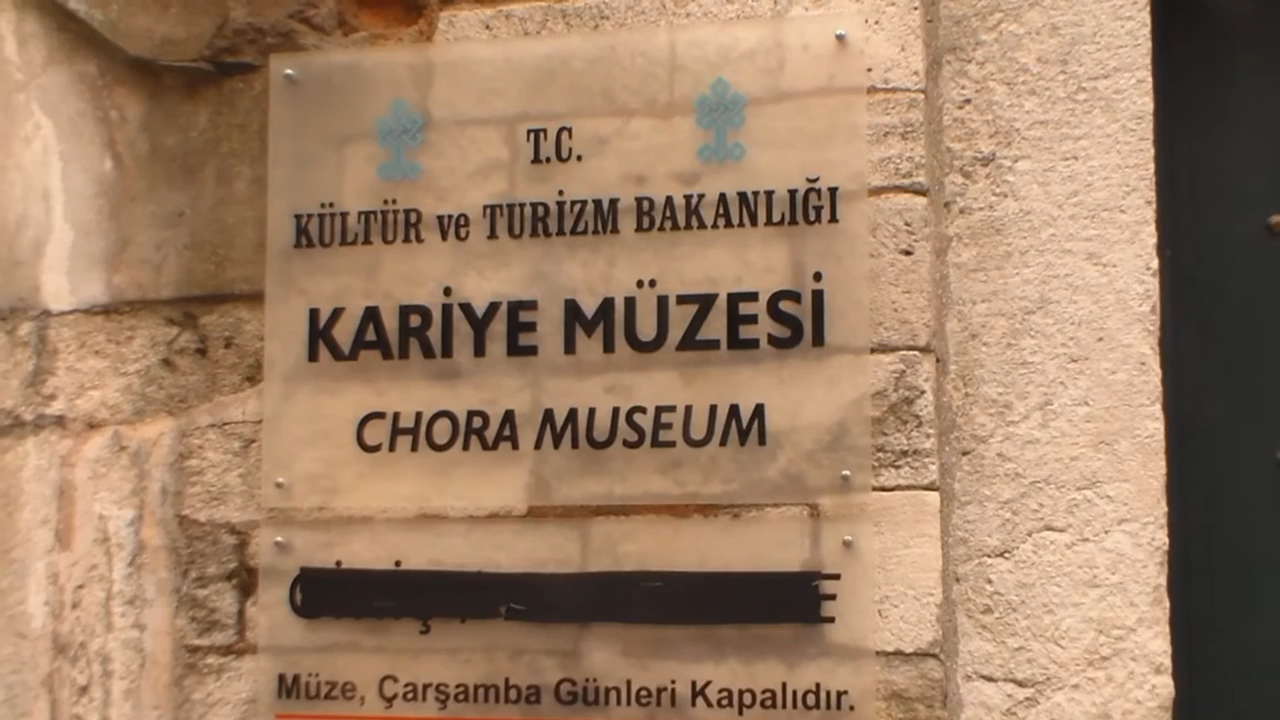 T.C.
KÜLTÜR ve TURİZM BAKANLIĞI
KARİYE MÜZESİ
CHORA MUSEUM
Müze, Çarşamba Günleri Kapalıdır.